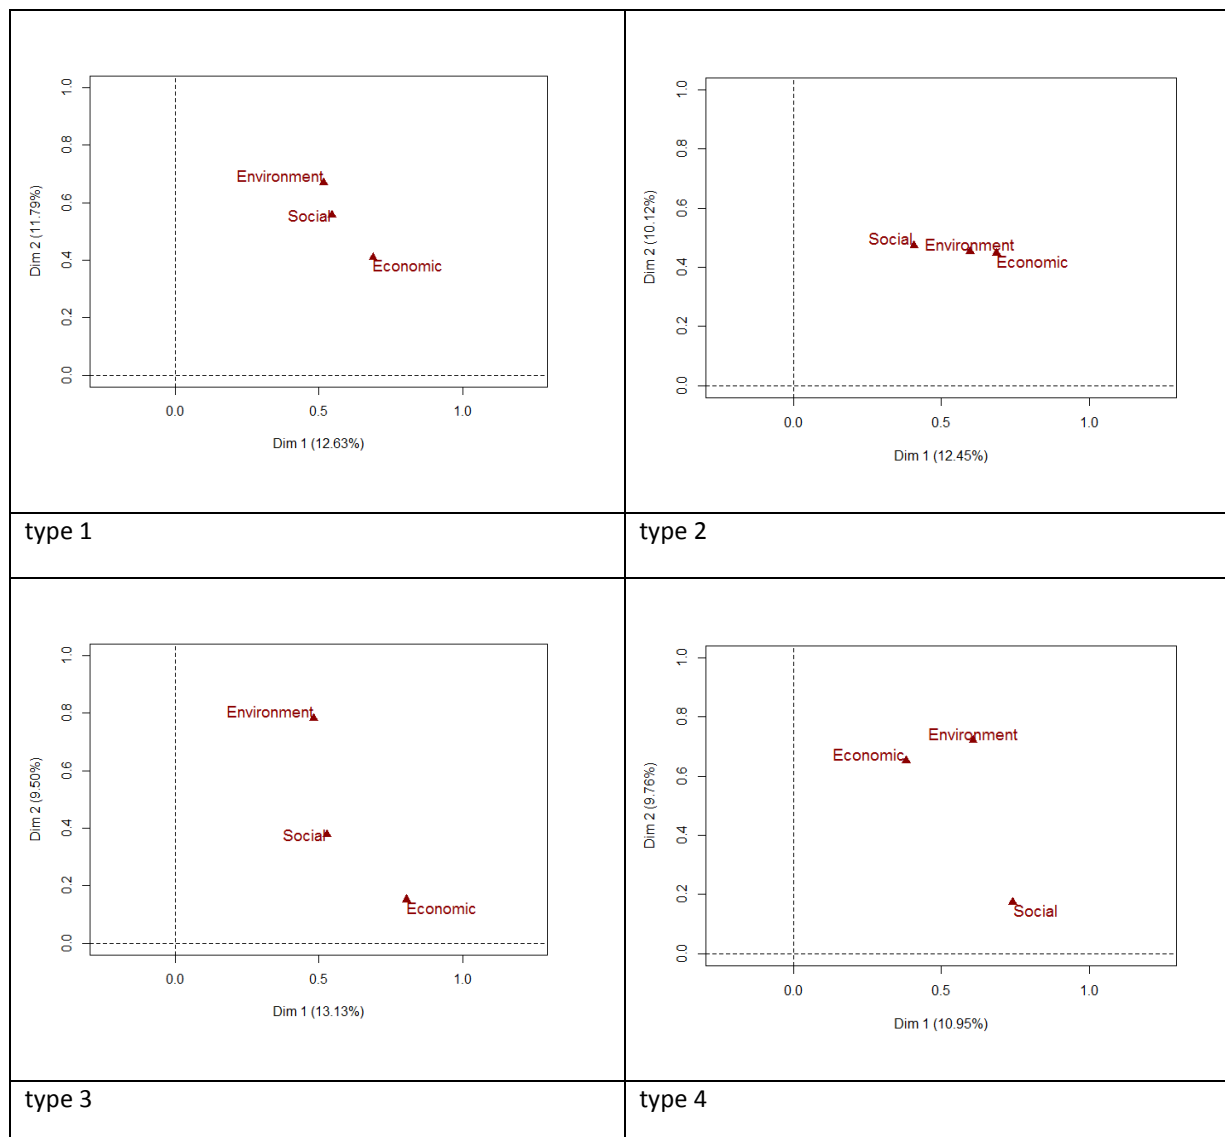 1.0
0.8
0.6
0.4
0.2
0.0
Dim 2 (11.79%)
Environment
Social
Economic
0.0 0.5 1.0
Dim 1 (12.63%)
type 1
1.0
0.8
0.6
0.4
0.2
0.0
Dim 2 (10.12%)
Social
Environment
Economic
0.0 0.5 1.0
Dim 1 (12.45%)
type 2
1.0
0.8
0.6
0.4
0.2
0.0
Dim 2 (9.50%)
Environment
Social
Economic
0.0 0.5 1.0
Dim 1 (13.13%)
type 3
1.0
0.8
0.6
0.4
0.2
0.0
Dim 2 (9.76%)
Environment
Economic
Social
0.0 0.5 1.0
Dim 1 (10.95%)
type 4